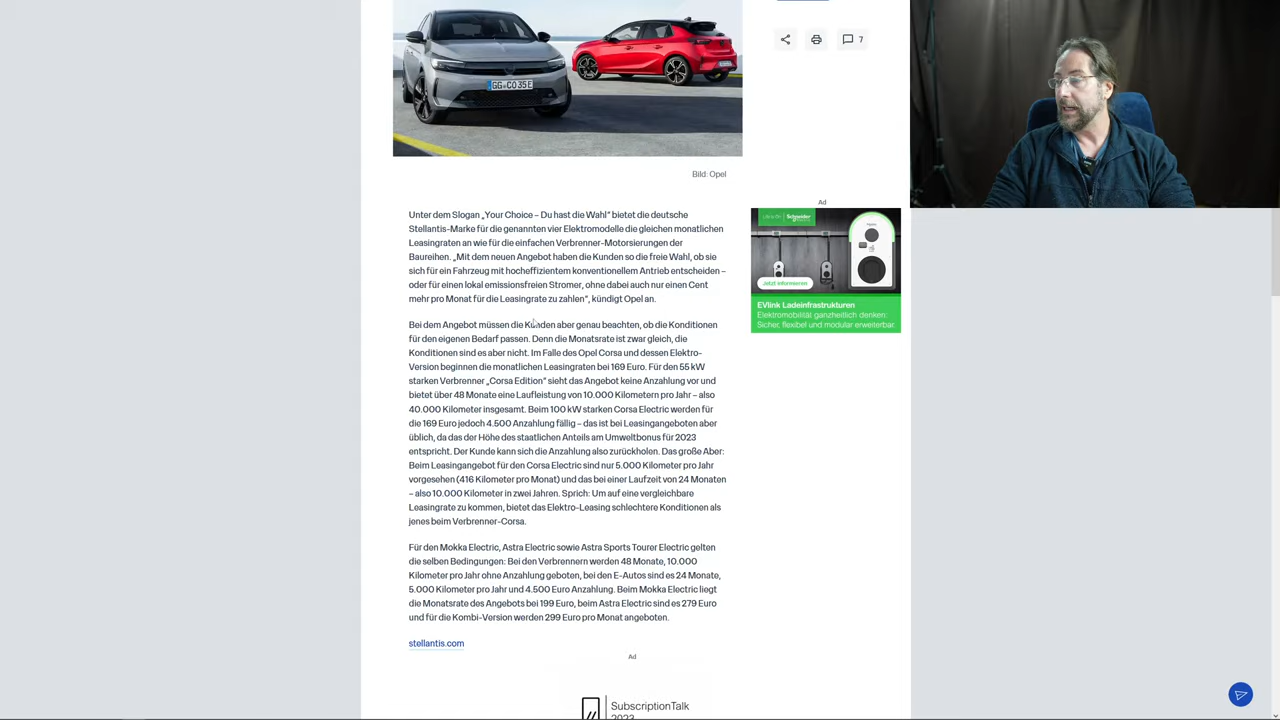 GG CO 35E
7
Bild: Opel
Unter dem Slogan „Your Choice – Du hast die Wahl“ bietet die deutsche
Stellantis-Marke für die genannten vier Elektromodelle die gleichen monatlichen
Leasingraten an wie für die einfachen Verbrenner-Motorsierungen der
Baureihen. „Mit dem neuen Angebot haben die Kunden so die freie Wahl, ob sie
sich für ein Fahrzeug mit hocheffizientem konventionellem Antrieb entscheiden –
oder für einen lokal emissionsfreien Stromer, ohne dabei auch nur einen Cent
mehr pro Monat für die Leasingrate zu zahlen“, kündigt Opel an.
Bei dem Angebot müssen die Kunden aber genau beachten, ob die Konditionen
für den eigenen Bedarf passen. Denn die Monatsrate ist zwar gleich, die
Konditionen sind es aber nicht. Im Falle des Opel Corsa und dessen Elektro-
Version beginnen die monatlichen Leasingraten bei 169 Euro. Für den 55 kW
starken Verbrenner „Corsa Edition“ sieht das Angebot keine Anzahlung vor und
bietet über 48 Monate eine Laufleistung von 10.000 Kilometern pro Jahr – also
40.000 Kilometer insgesamt. Beim 100 kW starken Corsa Electric werden für
die 169 Euro jedoch 4.500 Anzahlung fällig – das ist bei Leasingangeboten aber
üblich, da das der Höhe des staatlichen Anteils am Umweltbonus für 2023
entspricht. Der Kunde kann sich die Anzahlung also zurückholen. Das große Aber:
Beim Leasingangebot für den Corsa Electric sind nur 5.000 Kilometer pro Jahr
vorgesehen (416 Kilometer pro Monat) und das bei einer Laufzeit von 24 Monaten
– also 10.000 Kilometer in zwei Jahren. Sprich: Um auf eine vergleichbare
Leasingrate zu kommen, bietet das Elektro-Leasing schlechtere Konditionen als
jenes beim Verbrenner-Corsa.
Für den Mokka Electric, Astra Electric sowie Astra Sports Tourer Electric gelten
die selben Bedingungen: Bei den Verbrennern werden 48 Monate, 10.000
Kilometer pro Jahr ohne Anzahlung geboten, bei den E-Autos sind es 24 Monate,
5.000 Kilometer pro Jahr und 4.500 Euro Anzahlung. Beim Mokka Electric liegt
die Monatsrate des Angebots bei 199 Euro, beim Astra Electric sind es 279 Euro
und für die Kombi-Version werden 299 Euro pro Monat angeboten.
stellantis.com
Ad
SubscriptionTalk
2023
Ad
Schneider
Jetzt informieren
EVlink Ladeinfrastrukturen
Elektromobilität ganzheitlich denken:
Sicher, flexibel und modular erweiterbar.